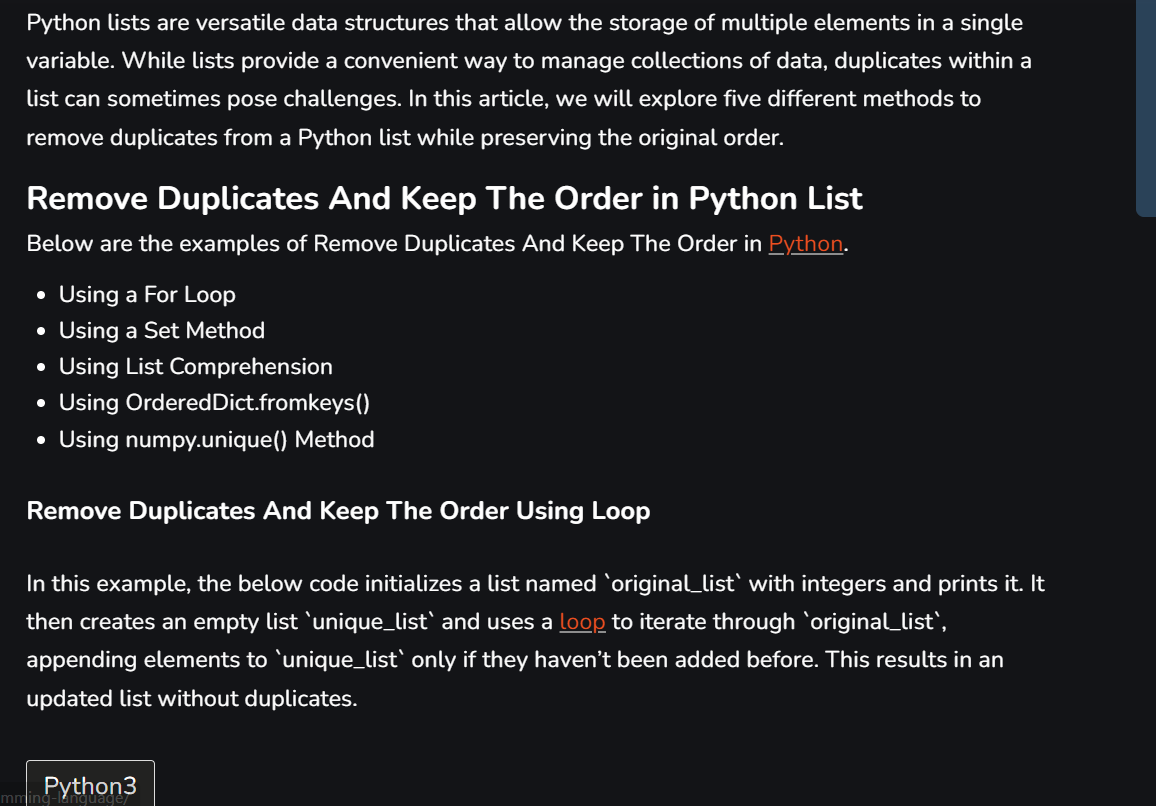 Python lists are versatile data structures that allow the storage of multiple elements in a single
variable. While lists provide a convenient way to manage collections of data, duplicates within a
list can sometimes pose challenges. In this article, we will explore five different methods to
remove duplicates from a Python list while preserving the original order.
Remove Duplicates And Keep The Order in Python List
Below are the examples of Remove Duplicates And Keep The Order in Python.
• Using a For Loop
• Using a Set Method
• Using List Comprehension
• Using OrderedDict.fromkeys()
• Using numpy.unique() Method
Remove Duplicates And Keep The Order Using Loop
In this example, the below code initializes a list named `original_list` with integers and prints it. It
then creates an empty list `unique_list` and uses a loop to iterate through `original_list`,
appending elements to `unique_list` only if they haven’t been added before. This results in an
updated list without duplicates.
Python3
mming-language/